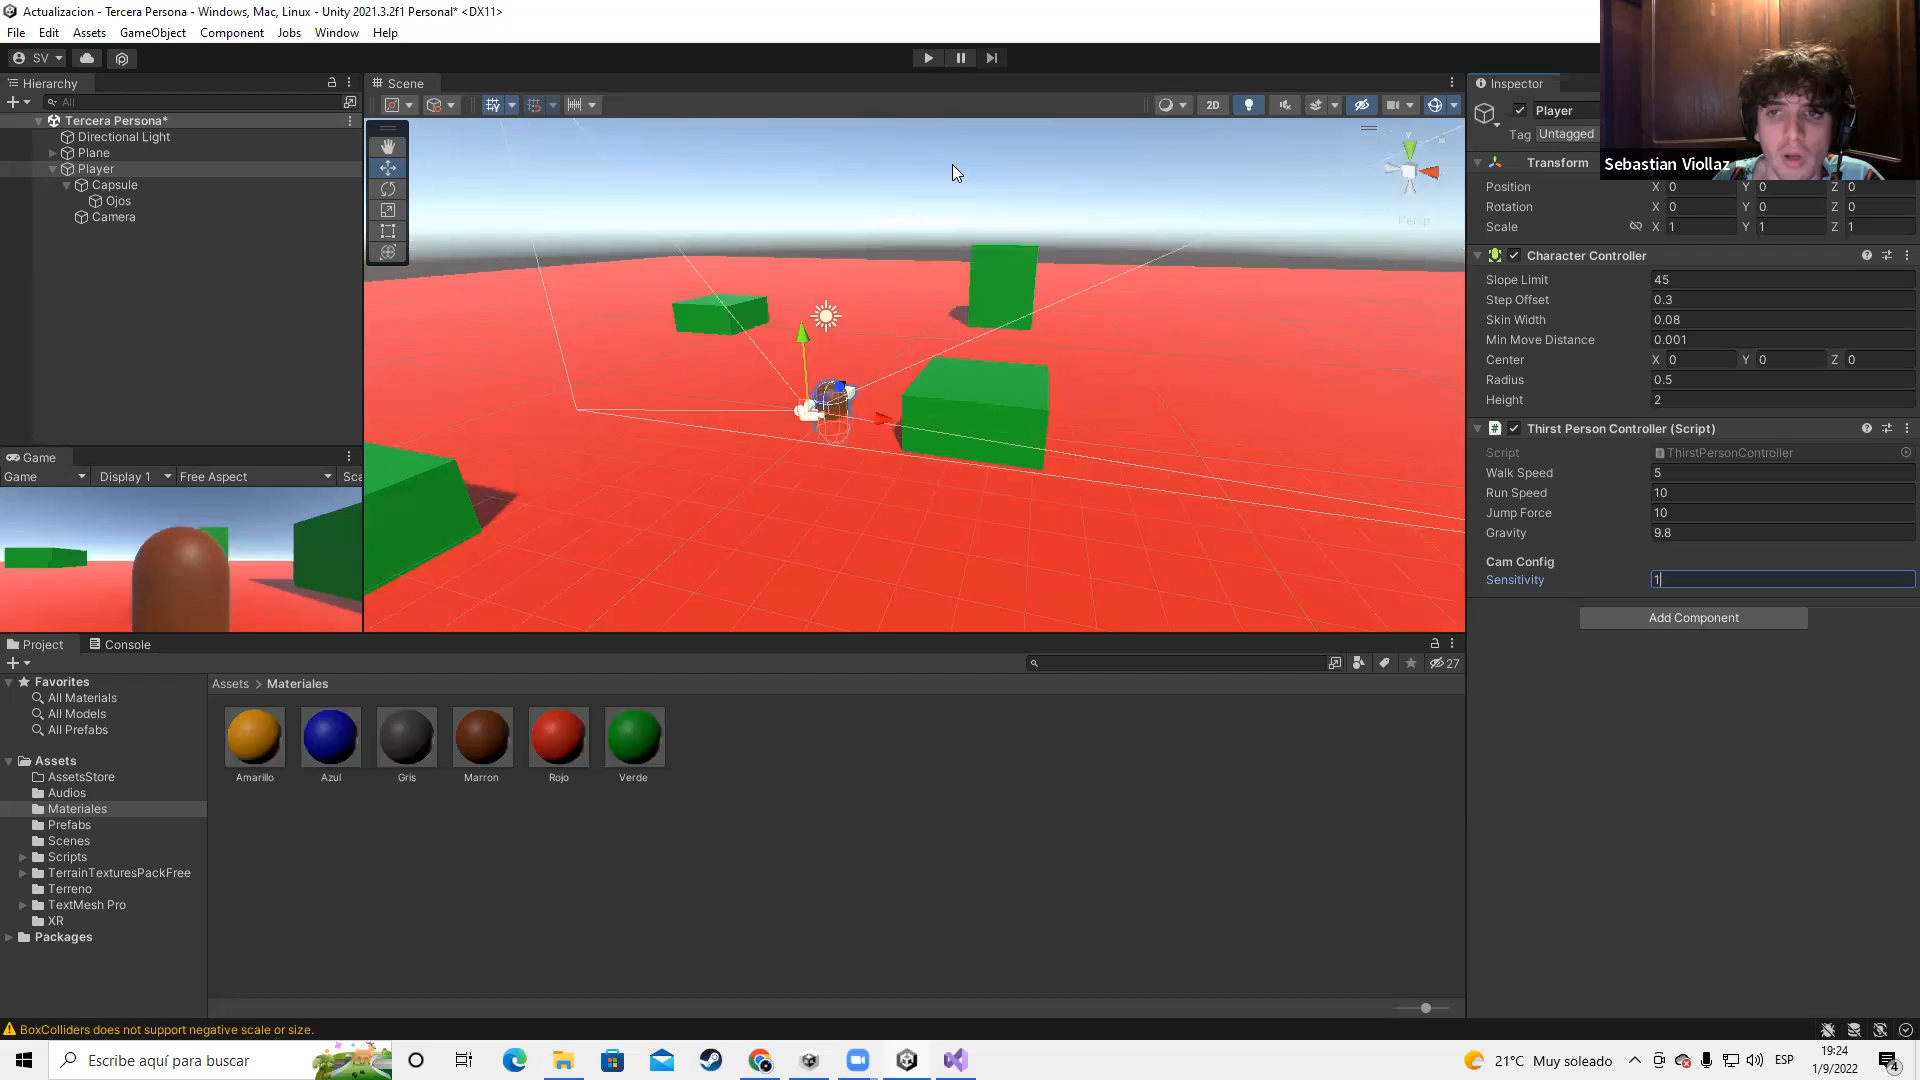 Actualizacion - Tercera Persona - Windows, Mac, Linux - Unity 2021.3.2f1 Personal* <DX11>
File Edit Assets GameObject Component Jobs Window Help
SV
Hierarchy
All
Tercera Persona*
Directional Light
Plane
Player
Capsule
Ojos
Camera
Scene
2D
Persp
Game
Game Display 1 Free Aspect Sca
Inspector
Player
Tag Untagged
Sebastian Viollaz
Transform
Position X 0 Y 0 Z 0
Rotation X 0 Y 0 Z 0
Scale X 1 Y 1 Z 1
Character Controller
Slope Limit 45
Step Offset 0.3
Skin Width 0.08
Min Move Distance 0.001
Center X 0 Y 0 Z 0
Radius 0.5
Height 2
Thirst Person Controller (Script)
Script ThirstPersonController
Walk Speed 5
Run Speed 10
Jump Force 10
Gravity 9.8
Cam Config
Sensitivity 1
Add Component
Project Console
27
Favorites
All Materials
All Models
All Prefabs
Assets
AssetsStore
Audios
Materiales
Prefabs
Scenes
Scripts
TerrainTexturesPackFree
Terreno
TextMesh Pro
XR
Packages
Assets > Materiales
Amarillo Azul Gris Marron Rojo Verde
BoxColliders does not support negative scale or size.
Escribe aquí para buscar
21°C Muy soleado
ESP
19:24
1/9/2022
4